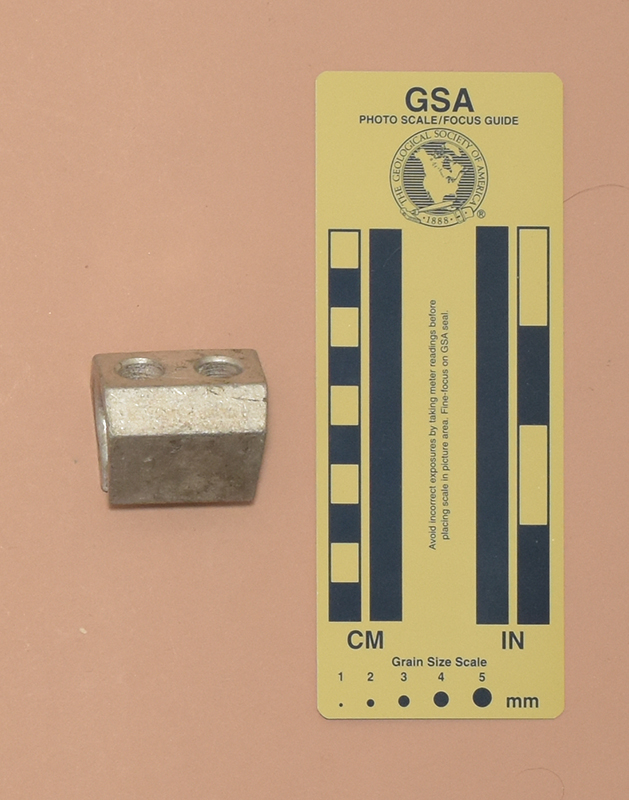 GSA
PHOTO SCALE/FOCUS GUIDE
THE GEOLOGICAL SOCIETY OF AMERICA
·1888·
®
Avoid incorrect exposures by taking meter readings before
placing scale in picture area. Fine-focus on GSA seal.
CM IN
Grain Size Scale
1 2 3 4 5
mm